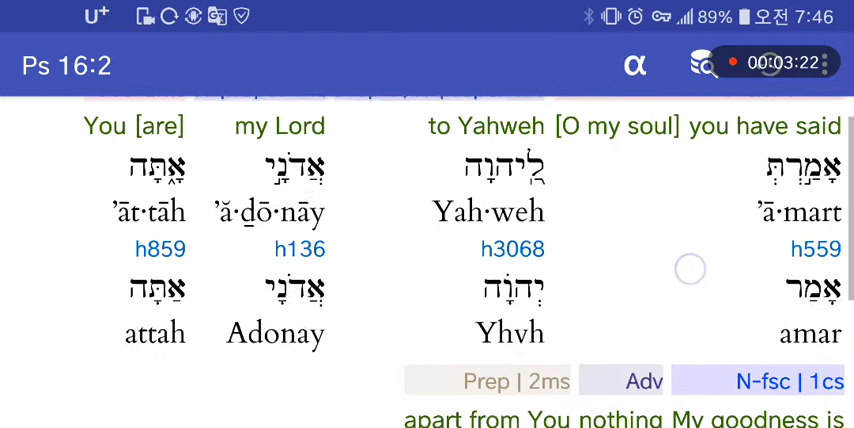 U+ 89% 오전 7:46
Ps 16:2 α 00:03:22
You [are] my Lord to Yahweh [O my soul] you have said
אָ֫מַ֥רְתְּ לַֽ֭יהוָה אֲדֹנָ֣י אָ֑תָּה
’āt·tāh ’ă·ḏō·nāy Yah·weh ’ā·mart
h859 h136 h3068 h559
אָמַר יְהֹוָה אֲדֹנָי אַתָּה
attah Adonay Yhvh amar
Prep | 2ms Adv N-fsc | 1cs
apart from You nothing My goodness is